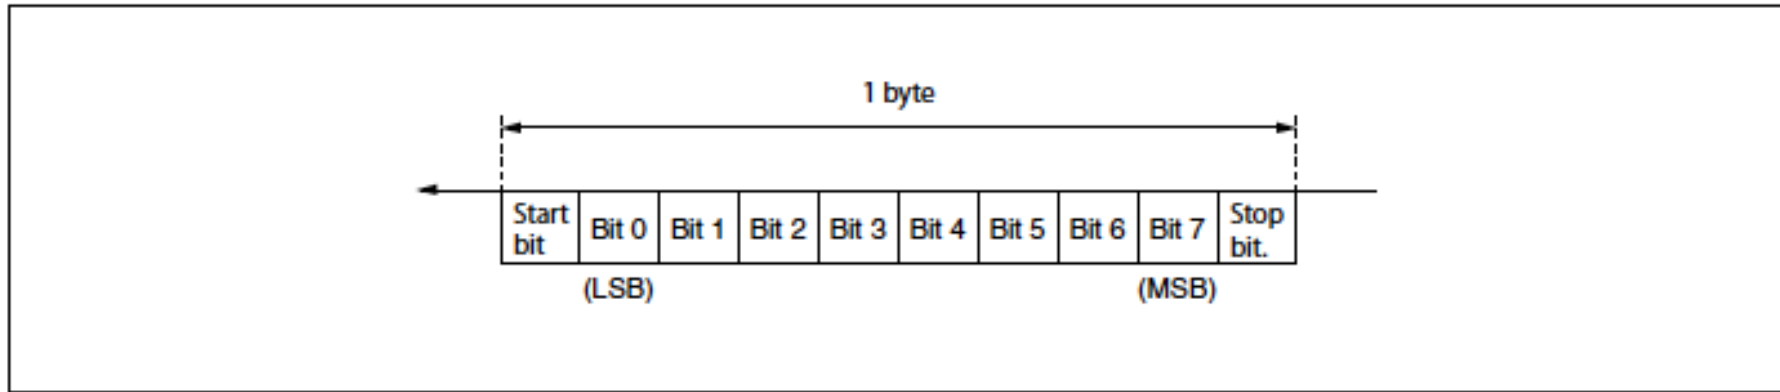 1 byte
Start bit Bit 0 Bit 1 Bit 2 Bit 3 Bit 4 Bit 5 Bit 6 Bit 7 Stop bit.
(LSB) (MSB)